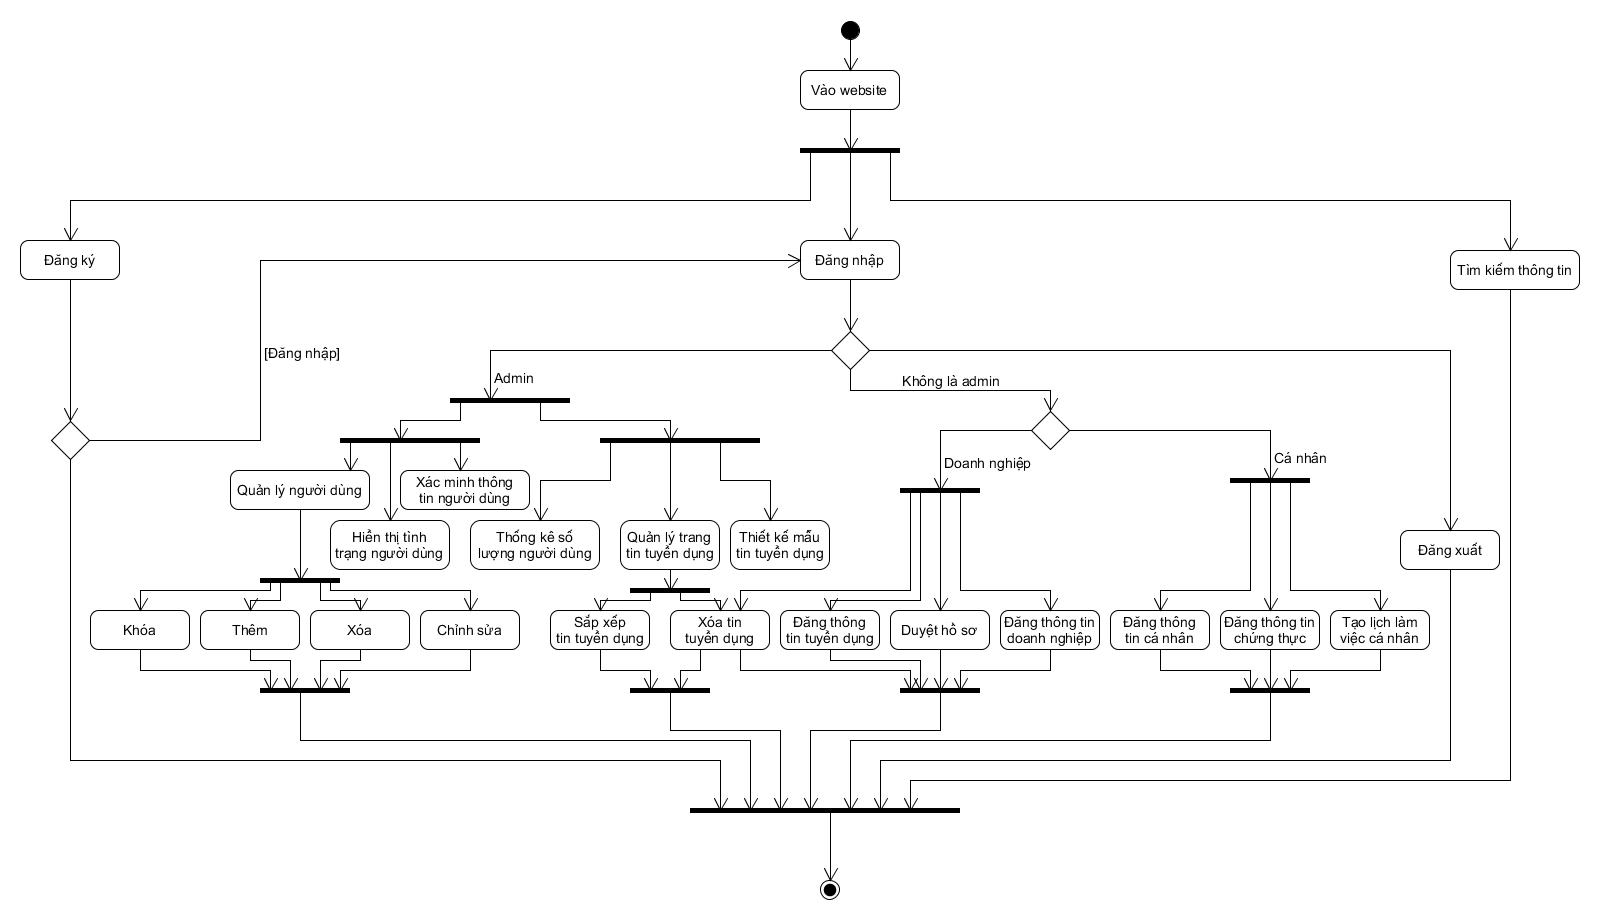 Vào website
Đăng ký
Đăng nhập
Tìm kiếm thông tin
[Đăng nhập]
Admin
Không là admin
Doanh nghiệp
Cá nhân
Quản lý người dùng
Xác minh thông
tin người dùng
Hiển thị tình
trạng người dùng
Thống kê số
lượng người dùng
Quản lý trang
tin tuyển dụng
Thiết kế mẫu
tin tuyển dụng
Đăng xuất
Khóa
Thêm
Xóa
Chỉnh sửa
Sắp xếp
tin tuyển dụng
Xóa tin
tuyển dụng
Đăng thông
tin tuyển dụng
Duyệt hồ sơ
Đăng thông tin
doanh nghiệp
Đăng thông
tin cá nhân
Đăng thông tin
chứng thực
Tạo lịch làm
việc cá nhân